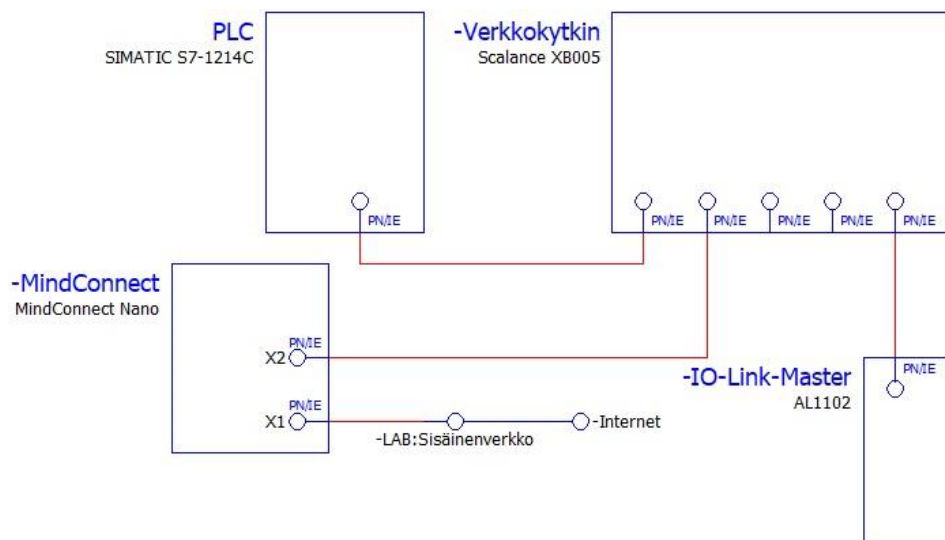 PLC
SIMATIC S7-1214C
-Verkkokytkin
Scalance XB005
PN/IE
PN/IE
PN/IE
PN/IE
PN/IE
PN/IE
-MindConnect
MindConnect Nano
PN/IE
X2
PN/IE
X1
-LAB:Sisäinenverkko
-Internet
-IO-Link-Master
AL1102
PN/IE